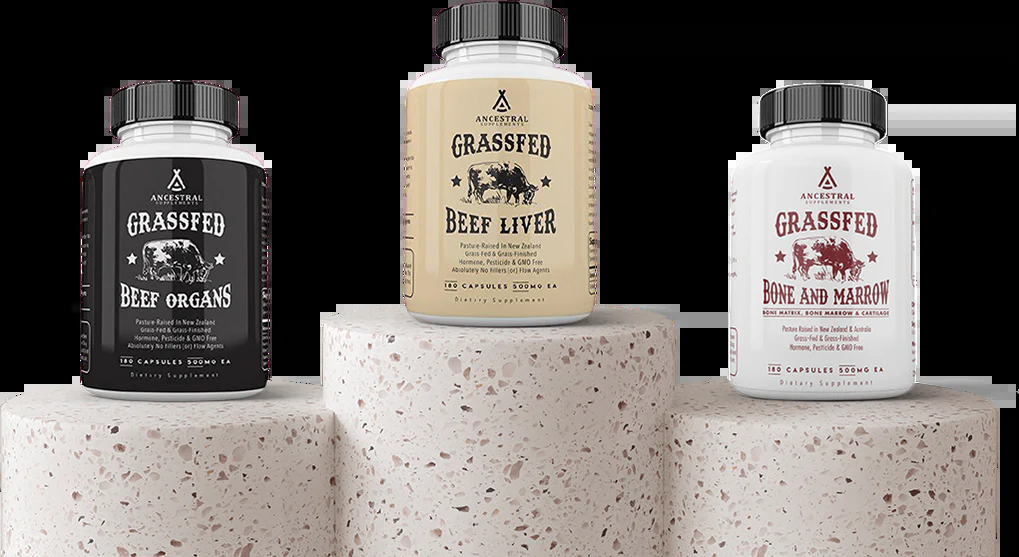 ANCESTRAL
SUPPLEMENTS
GRASSFED
BEEF ORGANS
Pasture-Raised In New Zealand
Grass-Fed & Grass-Finished
Hormone, Pesticide & GMO Free
Absolutely No Fillers (or) Flow Agents
180 CAPSULES 500MG EA
Dietary Supplement
ANCESTRAL
SUPPLEMENTS
GRASSFED
BEEF LIVER
Pasture-Raised In New Zealand
Grass-Fed & Grass-Finished
Hormone, Pesticide & GMO Free
Absolutely No Fillers (or) Flow Agents
180 CAPSULES 500MG EA
Dietary Supplement
ANCESTRAL
SUPPLEMENTS
GRASSFED
BONE AND MARROW
BONE MATRIX, BONE MARROW & CARTILAGE
Pasture Raised in New Zealand & Australia
Grass-Fed & Grass-Finished
Hormone, Pesticide & GMO Free
180 CAPSULES 500MG EA
Dietary Supplement